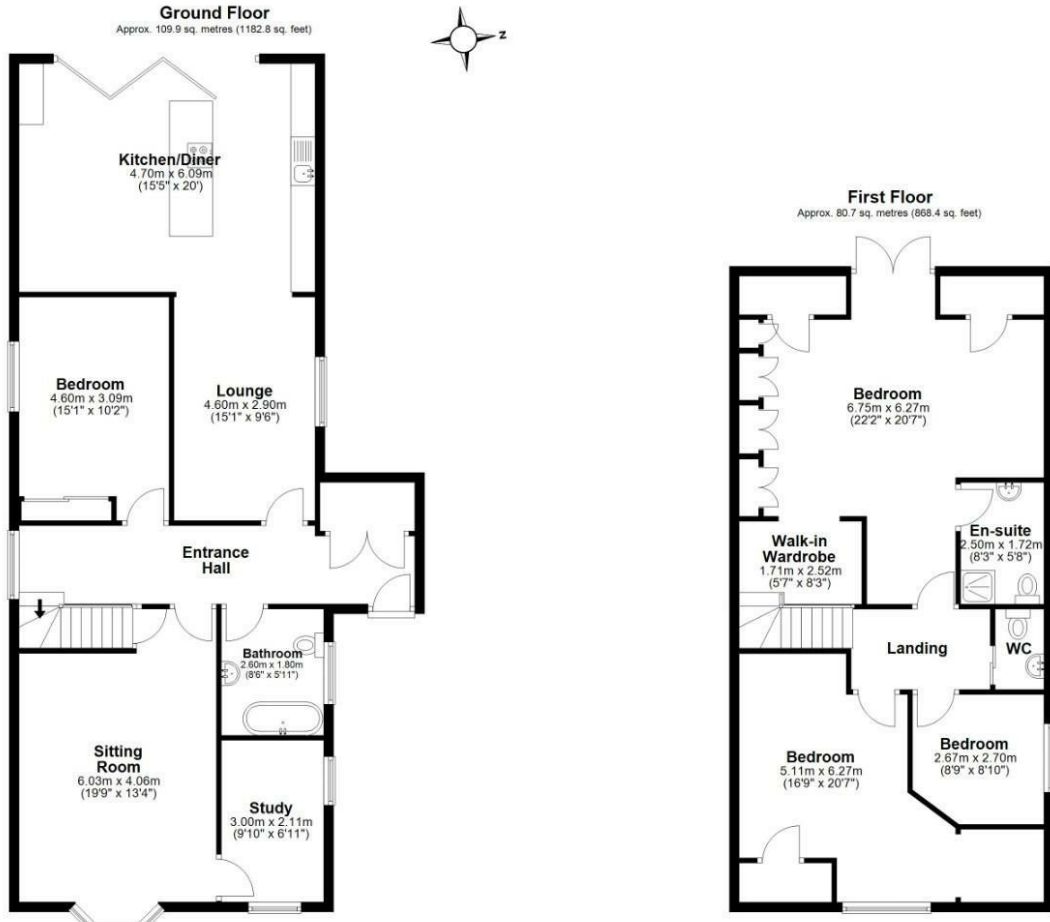 Ground Floor
Approx. 109.9 sq. metres (1182.8 sq. feet)
Z
Kitchen/Diner
4.70m x 6.09m
(15'5" x 20')
Bedroom
4.60m x 3.09m
(15'1" x 10'2")
Lounge
4.60m x 2.90m
(15'1" x 9'6")
Entrance
Hall
Bathroom
2.60m x 1.80m
(8'6" x 5'11")
Sitting
Room
6.03m x 4.06m
(19'9" x 13'4")
Study
3.00m x 2.11m
(9'10" x 6'11")
First Floor
Approx. 80.7 sq. metres (868.4 sq. feet)
Bedroom
6.75m x 6.27m
(22'2" x 20'7")
Walk-in
Wardrobe
1.71m x 2.52m
(5'7" x 8'3")
En-suite
2.50m x 1.72m
(8'3" x 5'8")
Landing
WC
Bedroom
5.11m x 6.27m
(16'9" x 20'7")
Bedroom
2.67m x 2.70m
(8'9" x 8'10")